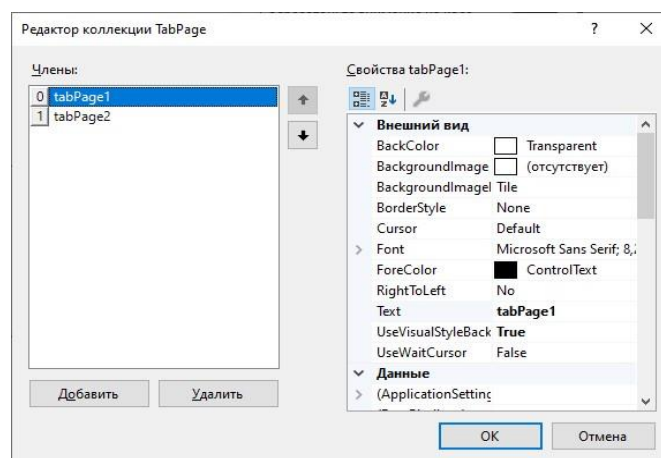 Редактор коллекции TabPage
?
Члены:
0 tabPage1
1 tabPage2
Добавить
Удалить
Свойства tabPage1:
Внешний вид
BackColor Transparent
BackgroundImage (отсутствует)
BackgroundImageI Tile
BorderStyle None
Cursor Default
Font Microsoft Sans Serif; 8,2
ForeColor ControlText
RightToLeft No
Text tabPage1
UseVisualStyleBack True
UseWaitCursor False
Данные
(ApplicationSetting
OK
Отмена